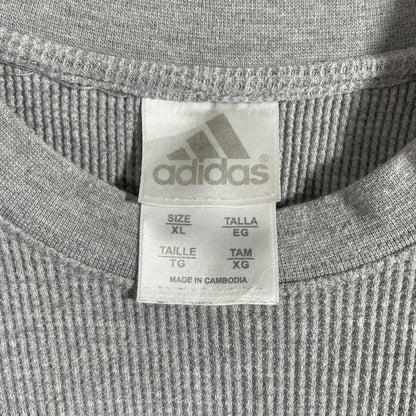 adidas®
SIZE TALLA
XL EG
TAILLE TAM
TG XG
MADE IN CAMBODIA